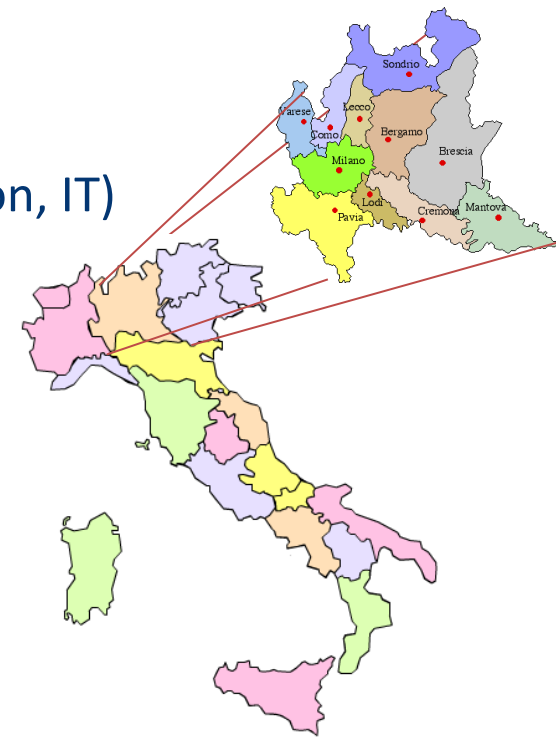 on, IT)
Sondrio
Varese
Como
Lecco
Bergamo
Brescia
Milano
Lodi
Pavia
Cremona
Mantova